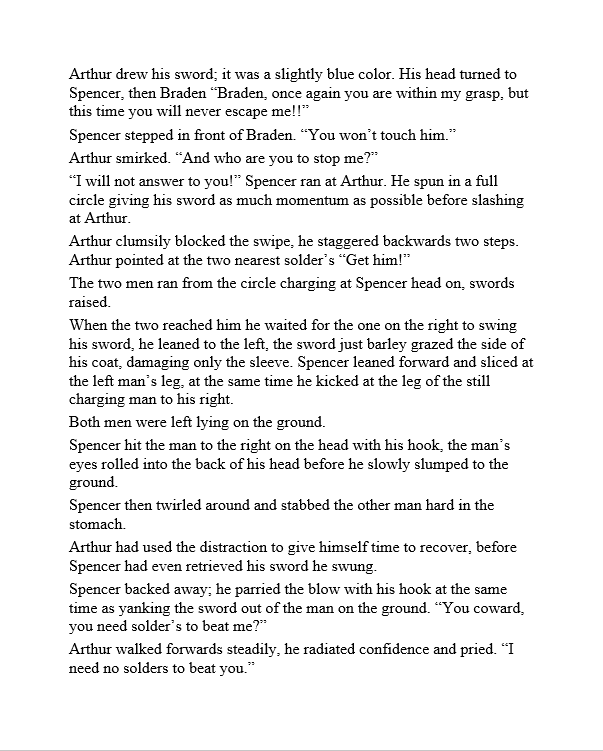 Arthur drew his sword; it was a slightly blue color. His head turned to
Spencer, then Braden “Braden, once again you are within my grasp, but
this time you will never escape me!!”
Spencer stepped in front of Braden. “You won’t touch him.”
Arthur smirked. “And who are you to stop me?”
“I will not answer to you!” Spencer ran at Arthur. He spun in a full
circle giving his sword as much momentum as possible before slashing
at Arthur.
Arthur clumsily blocked the swipe, he staggered backwards two steps.
Arthur pointed at the two nearest solder’s “Get him!”
The two men ran from the circle charging at Spencer head on, swords
raised.
When the two reached him he waited for the one on the right to swing
his sword, he leaned to the left, the sword just barley grazed the side of
his coat, damaging only the sleeve. Spencer leaned forward and sliced at
the left man’s leg, at the same time he kicked at the leg of the still
charging man to his right.
Both men were left lying on the ground.
Spencer hit the man to the right on the head with his hook, the man’s
eyes rolled into the back of his head before he slowly slumped to the
ground.
Spencer then twirled around and stabbed the other man hard in the
stomach.
Arthur had used the distraction to give himself time to recover, before
Spencer had even retrieved his sword he swung.
Spencer backed away; he parried the blow with his hook at the same
time as yanking the sword out of the man on the ground. “You coward,
you need solder’s to beat me?”
Arthur walked forwards steadily, he radiated confidence and pried. “I
need no solders to beat you.”